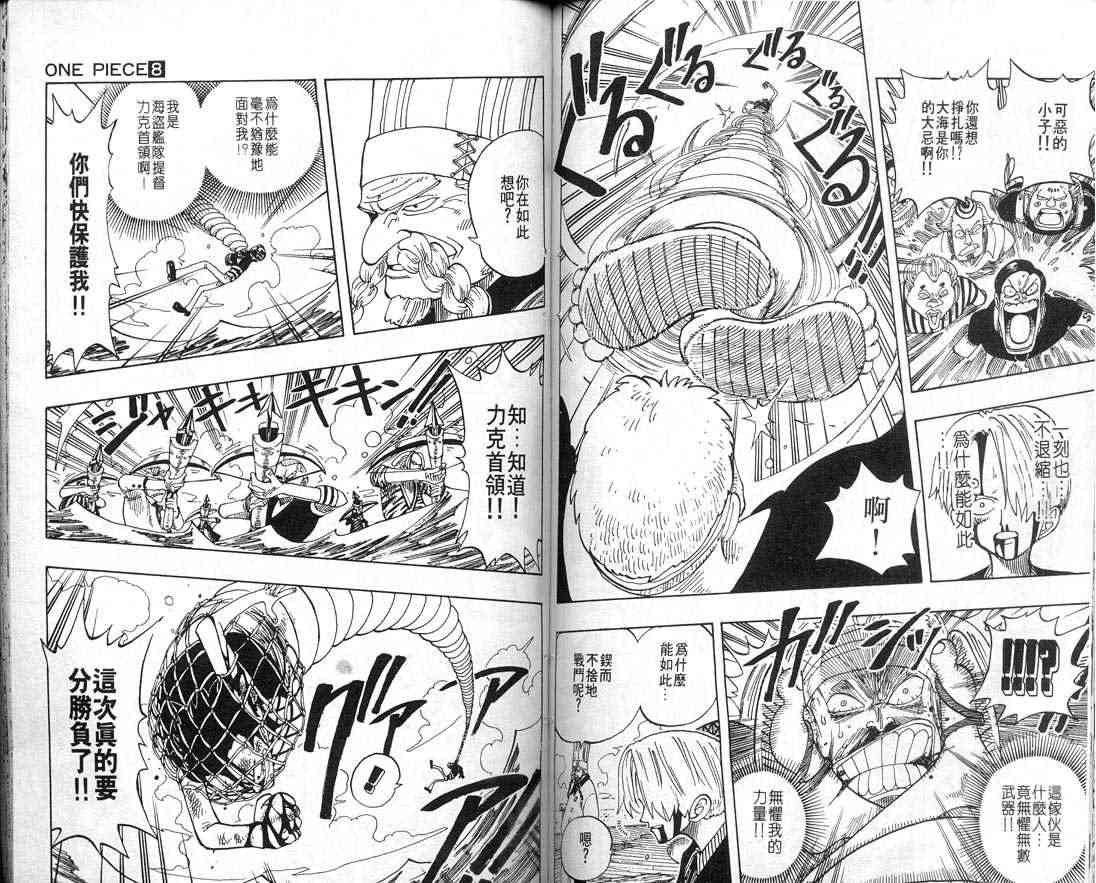 可惡的
小子!!
你還想
掙扎嗎!?
大海是你
的大忌啊!!
ぐるぐるぐるぐる!!
一刻也…
不退縮…!!
…為什麼能如此
…!!
啊!
!!!!?
ガジッ
這傢伙是
什麼人…
竟無懼無數
武器!!
無懼我的
力量!!
為什麼
能如此…
鍥而
不捨地
戰鬥呢?
嗯?
ONE PIECE 8
你在如此
想吧?
為什麼能
毫不猶豫地
面對我!?
我是
海盜艦隊提督
力克首領啊—
你們快保護我!!
ジャキ
ギキン!!
知…知道!
力克首領!!
グアアッ
!
這次真的要
分勝負了!!